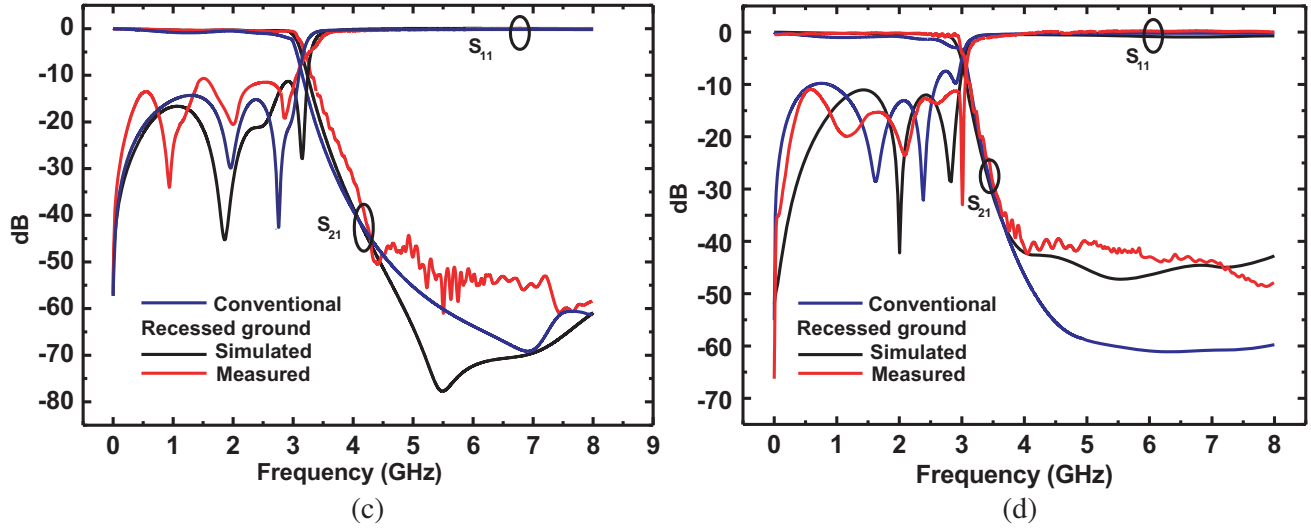 0
-10
-20
-30
-40
-50
-60
-70
-80
dB
S11
S21
Conventional
Recessed ground
Simulated
Measured
0 1 2 3 4 5 6 7 8 9
Frequency (GHz)
(c)
0
-10
-20
-30
-40
-50
-60
-70
dB
S11
S21
Conventional
Recessed ground
Simulated
Measured
0 1 2 3 4 5 6 7 8
Frequency (GHz)
(d)